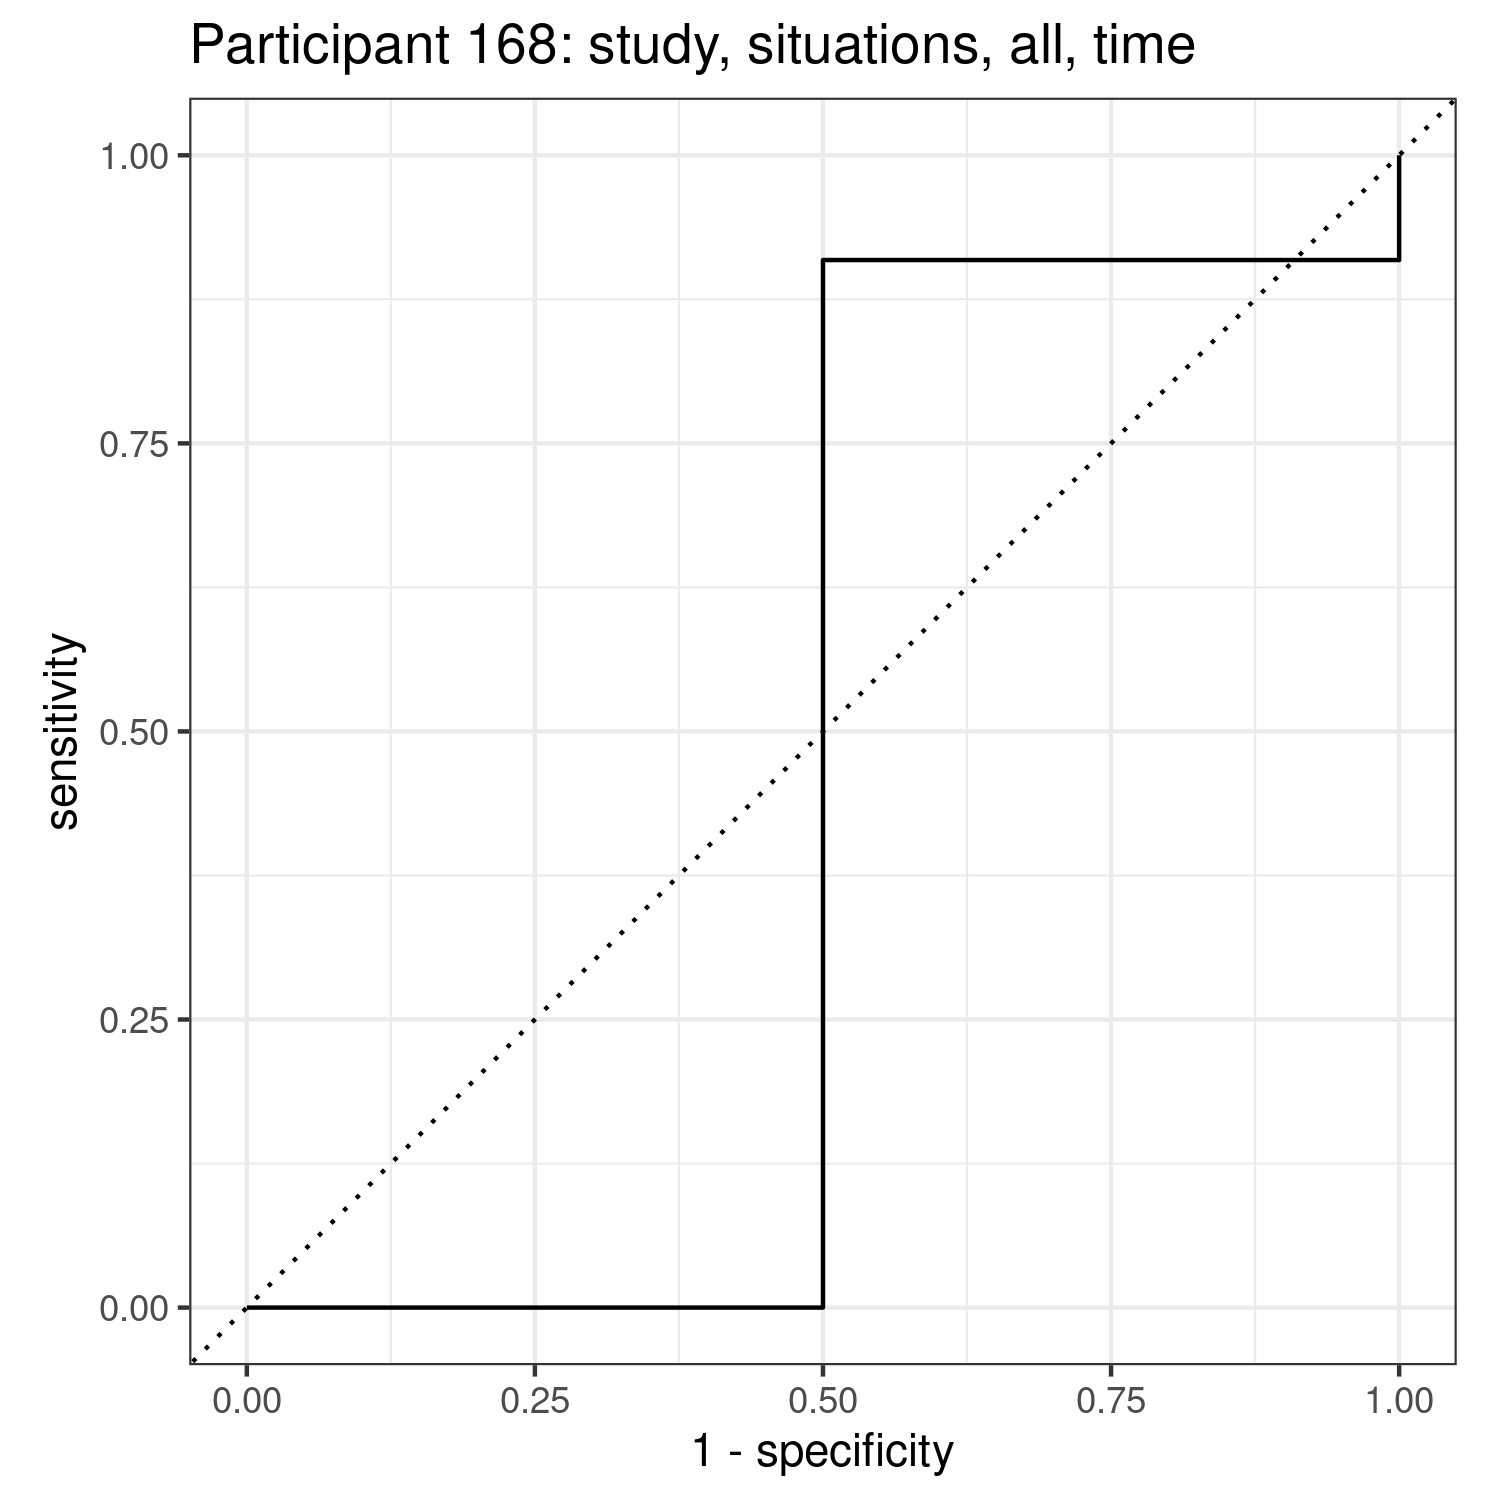 Participant 168: study, situations, all, time
1.00
0.75
0.50
0.25
0.00
sensitivity
0.00 0.25 0.50 0.75 1.00
1 - specificity